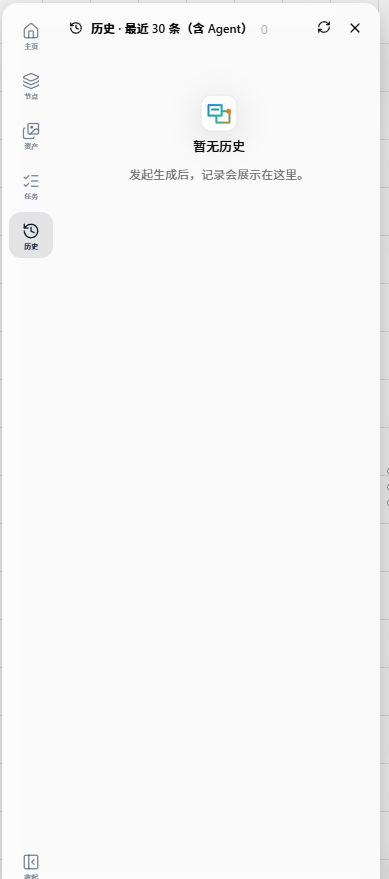 主页
节点
资产
任务
历史
收起
历史 · 最近 30 条（含 Agent） 0
暂无历史
发起生成后，记录会展示在这里。